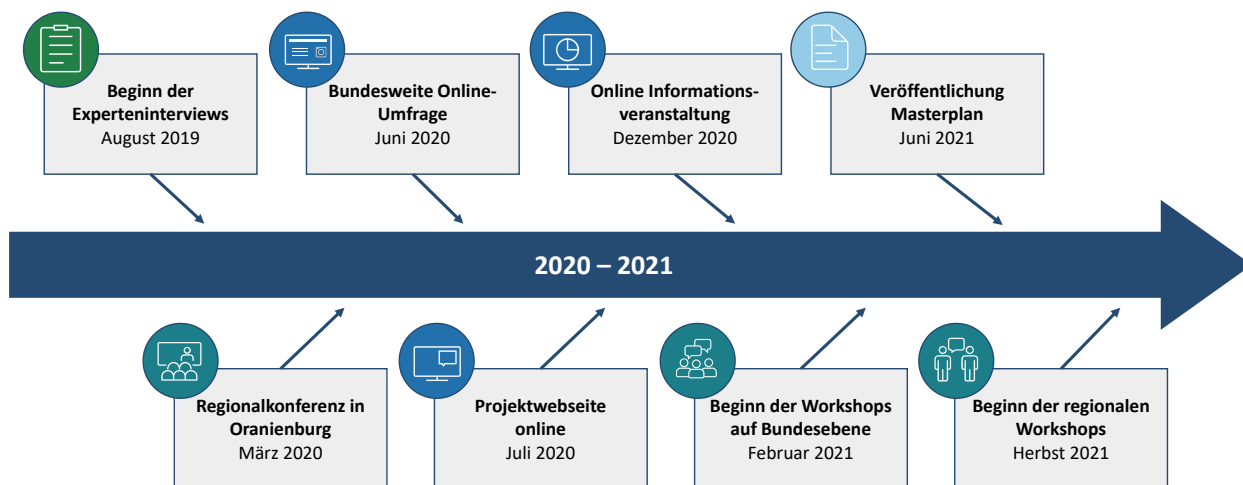 Beginn der
Experteninterviews
August 2019
Bundesweite Online-
Umfrage
Juni 2020
Online Informations-
veranstaltung
Dezember 2020
Veröffentlichung
Masterplan
Juni 2021
2020 – 2021
Regionalkonferenz in
Oranienburg
März 2020
Projektwebseite
online
Juli 2020
Beginn der Workshops
auf Bundesebene
Februar 2021
Beginn der regionalen
Workshops
Herbst 2021